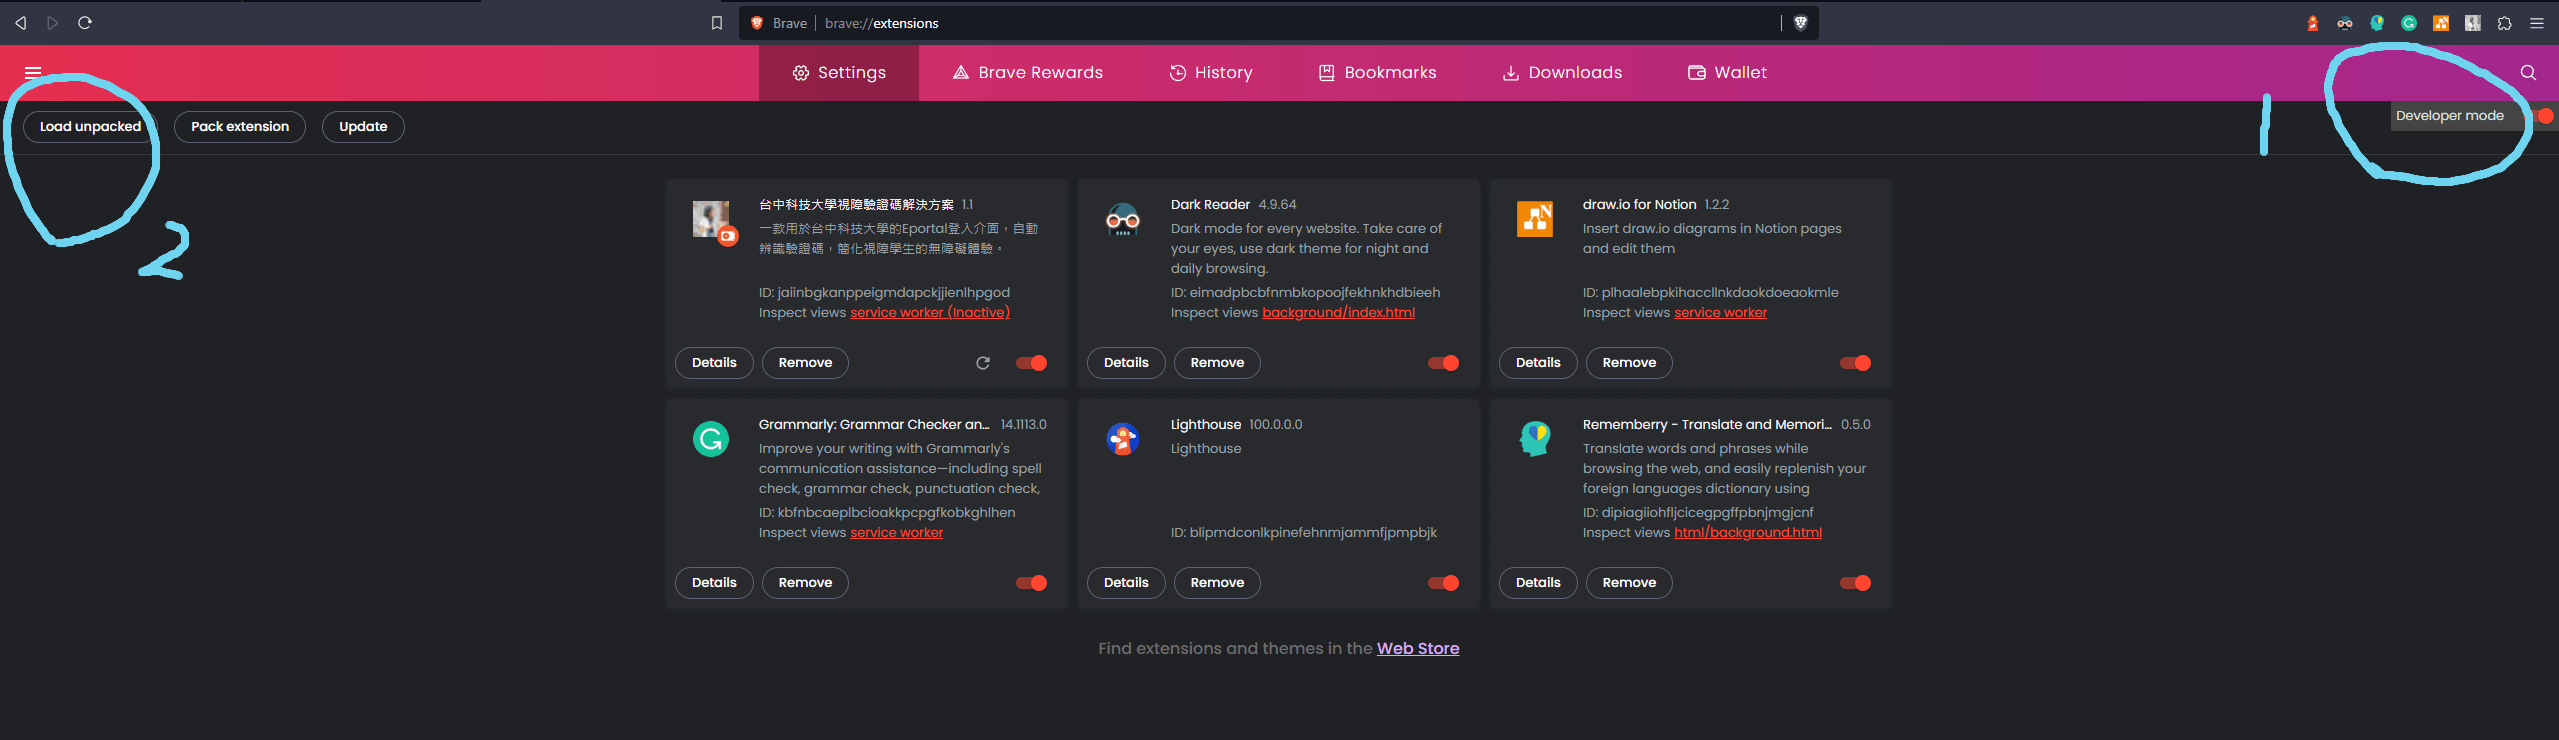 Brave | brave://extensions
Settings
Brave Rewards
History
Bookmarks
Downloads
Wallet
Load unpacked
Pack extension
Update
1
Developer mode
2
台中科技大學視障驗證碼解決方案 1.1
一款用於台中科技大學的Eportal登入介面，自動
辨識驗證碼，簡化視障學生的無障礙體驗。
ID: jaiinbgkanppeigmdapckjjienlhpgod
Inspect views service worker (Inactive)
Details
Remove
Dark Reader 4.9.64
Dark mode for every website. Take care of
your eyes, use dark theme for night and
daily browsing.
ID: eimadpbcbfnmbkopoojfekhnkhdbieeh
Inspect views background/index.html
Details
Remove
draw.io for Notion 1.2.2
Insert draw.io diagrams in Notion pages
and edit them
ID: plhaalebpkihaccllnkdaokdoeaokmle
Inspect views service worker
Details
Remove
Grammarly: Grammar Checker an... 14.1113.0
Improve your writing with Grammarly's
communication assistance—including spell
check, grammar check, punctuation check,
ID: kbfnbcaeplbcioakkpcpgfkobkghlhen
Inspect views service worker
Details
Remove
Lighthouse 100.0.0.0
Lighthouse
ID: blipmdconlkpinefehnmjammfjpmpbjk
Details
Remove
Rememberry - Translate and Memori... 0.5.0
Translate words and phrases while
browsing the web, and easily replenish your
foreign languages dictionary using
ID: dipiagiiohfljcicegpgffpbnjmgjcnf
Inspect views html/background.html
Details
Remove
Find extensions and themes in the Web Store